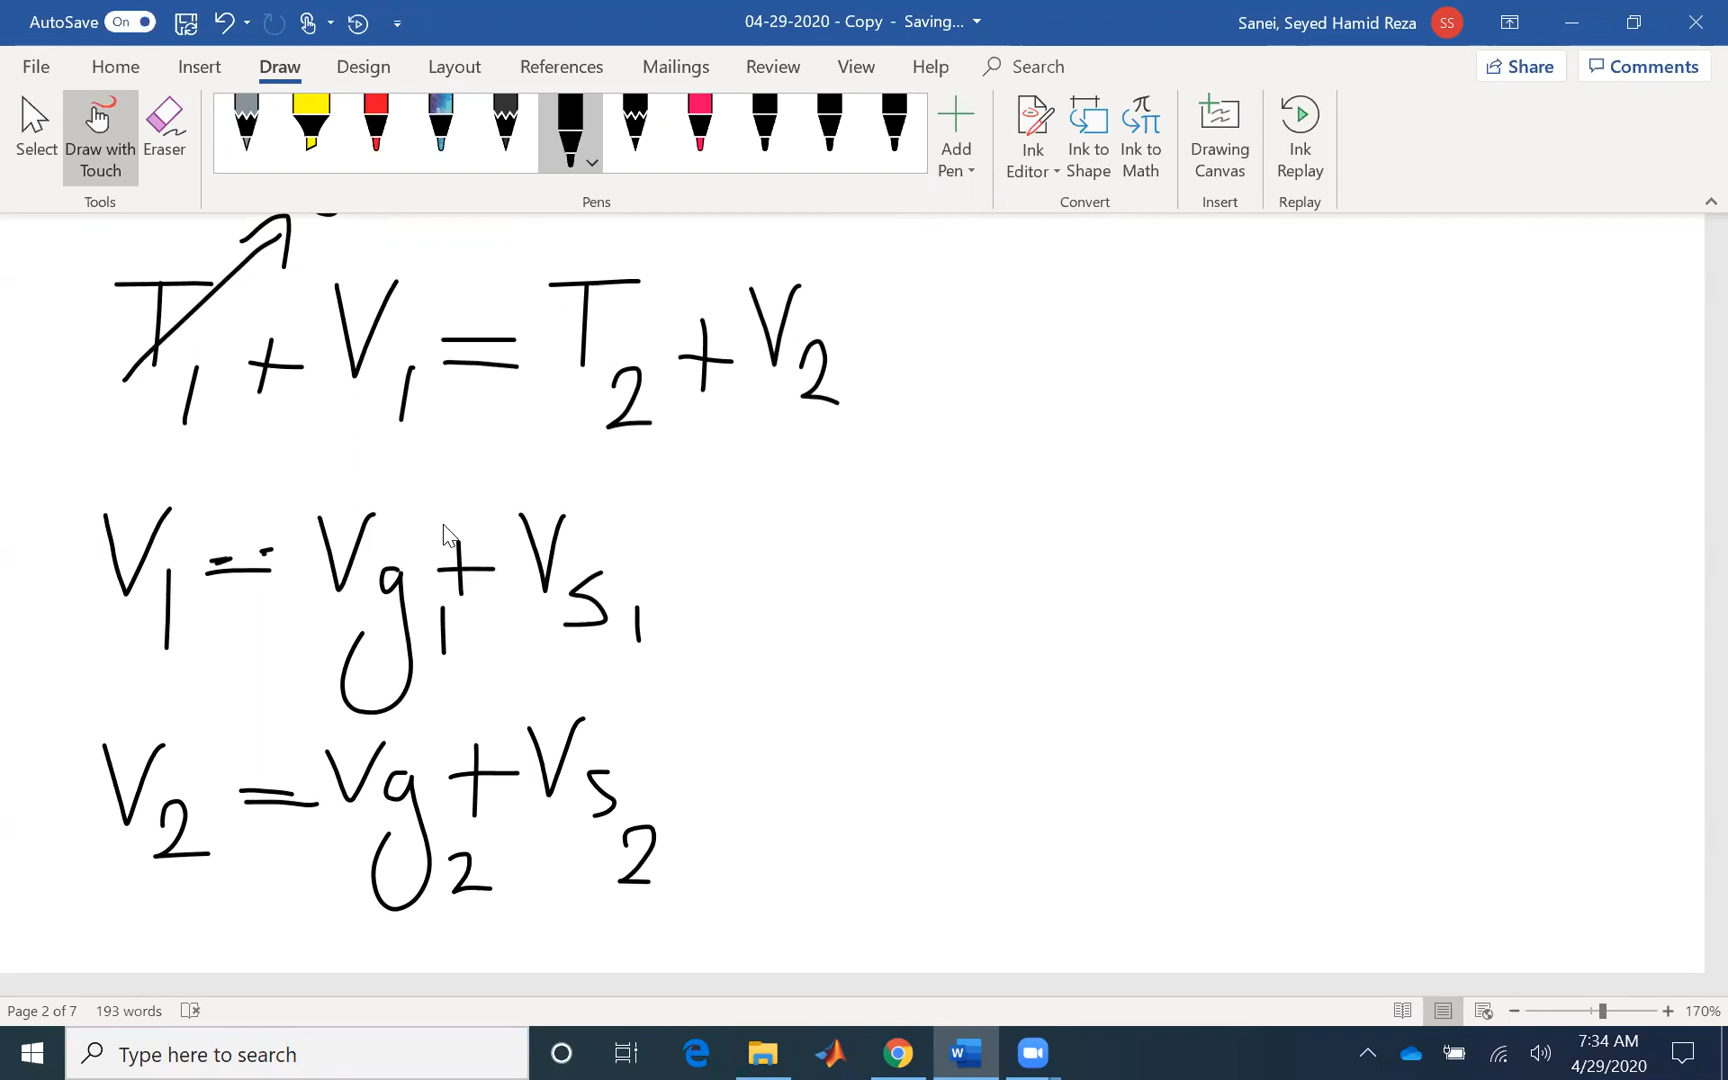 AutoSave On 04-29-2020 - Copy - Saving... Sanei, Seyed Hamid Reza SS
File Home Insert Draw Design Layout References Mailings Review View Help Search Share Comments
Select Draw with Touch Eraser Add Pen Ink Editor Ink to Shape Ink to Math Drawing Canvas Ink Replay
Tools Pens Convert Insert Replay
T1 + V1 = T2 + V2
V1 = Vg1 + Vs1
V2 = Vg2 + Vs2
Page 2 of 7 193 words 170%
Type here to search 7:34 AM
4/29/2020